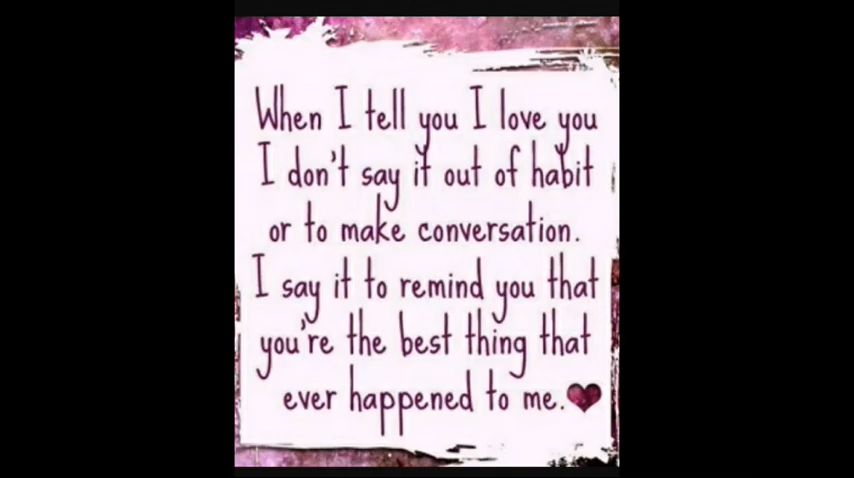 When I tell you I love you
I don't say it out of habit
or to make conversation.
I say it to remind you that
you're the best thing that
ever happened to me.❤